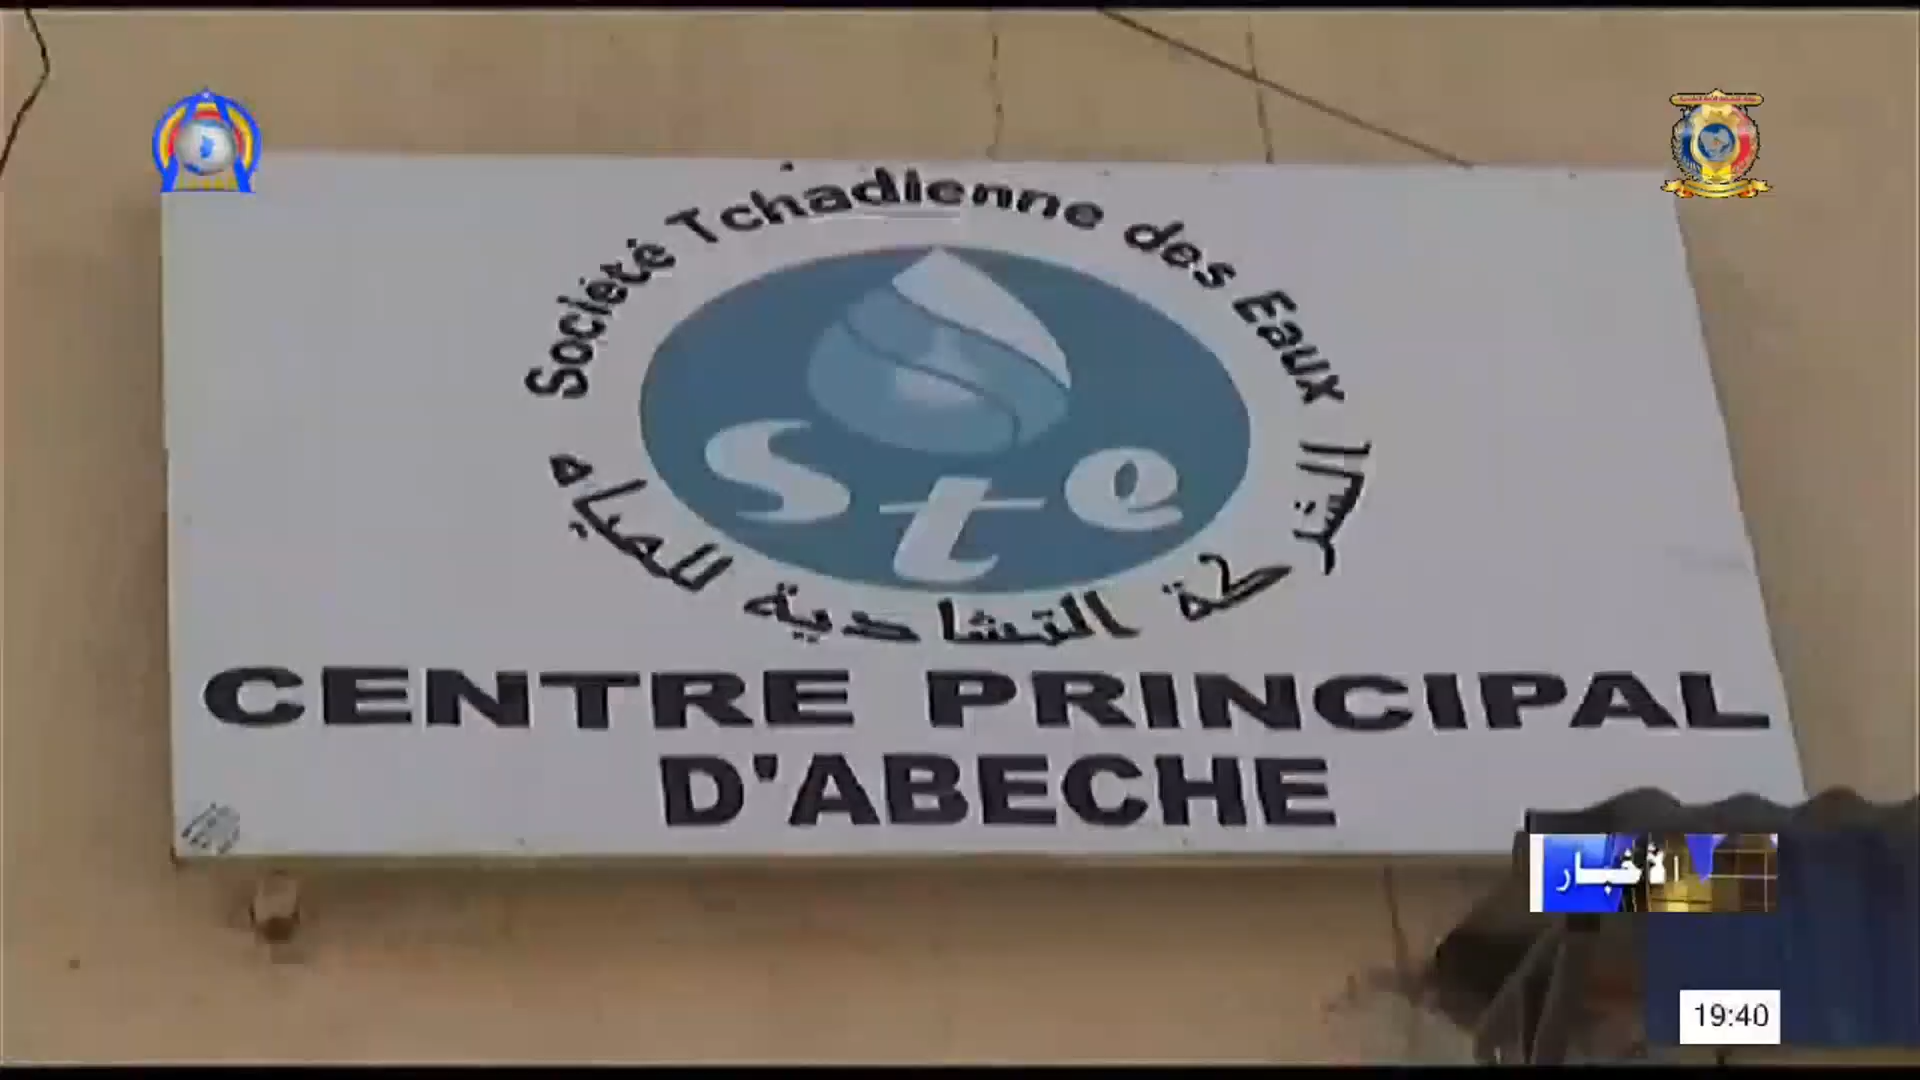 Société Tchadienne des Eaux
Ste
الشركة التشادية للمياه
CENTRE PRINCIPAL
D'ABECHE
الأخبار
19:40